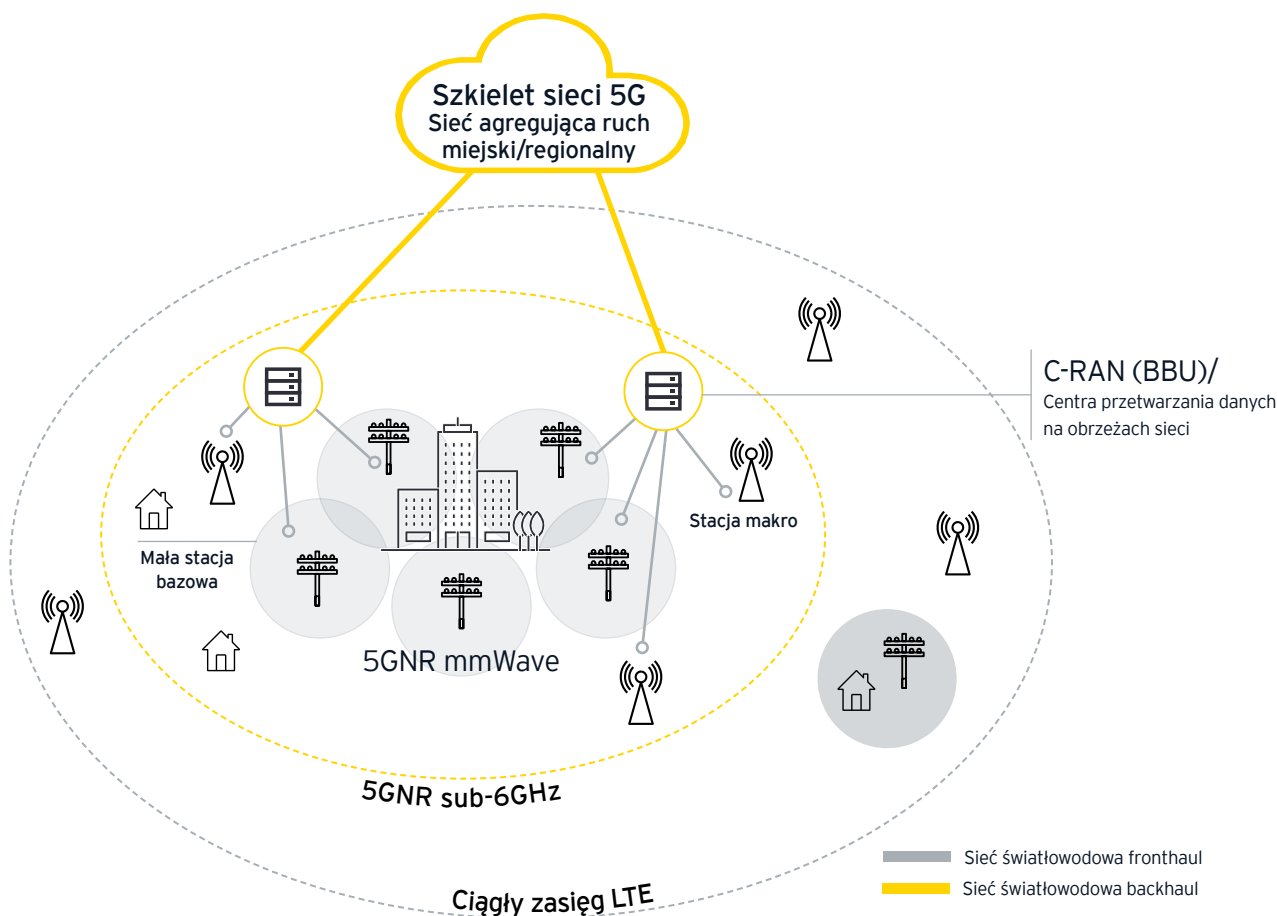 Szkielet sieci 5G
Sieć agregująca ruch
miejski/regionalny
C-RAN (BBU)/
Centra przetwarzania danych
na obrzeżach sieci
Stacja makro
Mała stacja
bazowa
5GNR mmWave
5GNR sub-6GHz
Ciągły zasięg LTE
Sieć światłowodowa fronthaul
Sieć światłowodowa backhaul